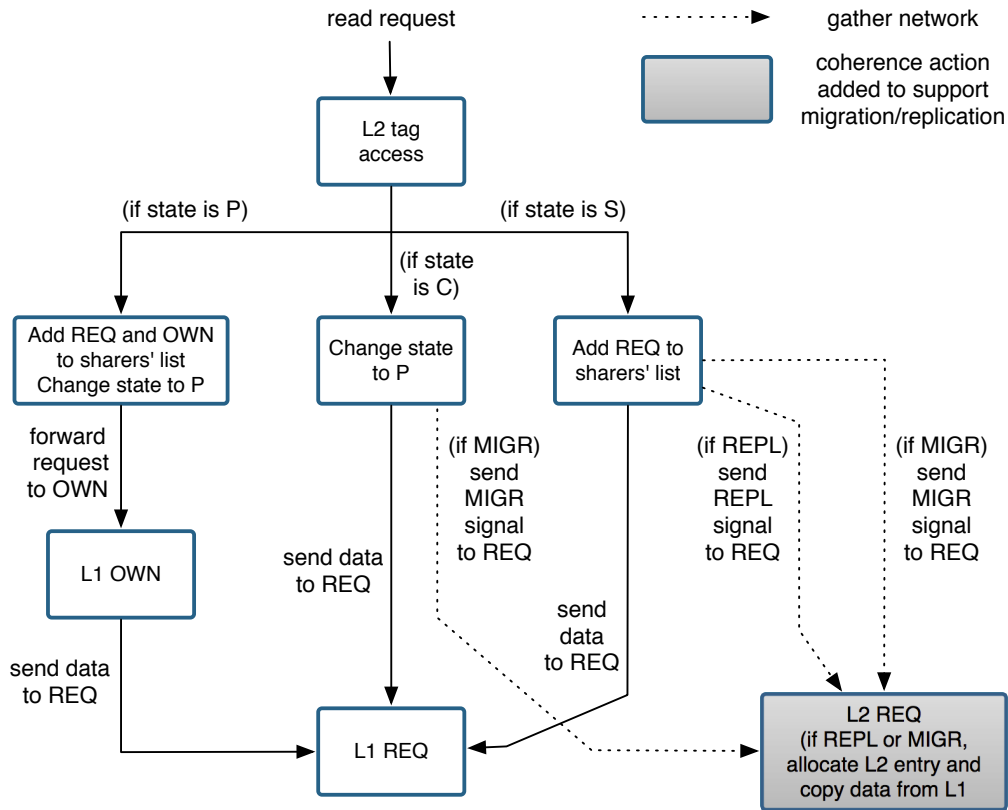 read request
gather network
coherence action
added to support
migration/replication
L2 tag
access
(if state is P)
(if state
is C)
(if state is S)
Add REQ and OWN
to sharers' list
Change state to P
Change state
to P
Add REQ to
sharers' list
forward
request
to OWN
(if MIGR)
send
MIGR
signal
to REQ
(if REPL)
send
REPL
signal
to REQ
(if MIGR)
send
MIGR
signal
to REQ
L1 OWN
send data
to REQ
send
data
to REQ
send data
to REQ
L1 REQ
L2 REQ
(if REPL or MIGR,
allocate L2 entry and
copy data from L1